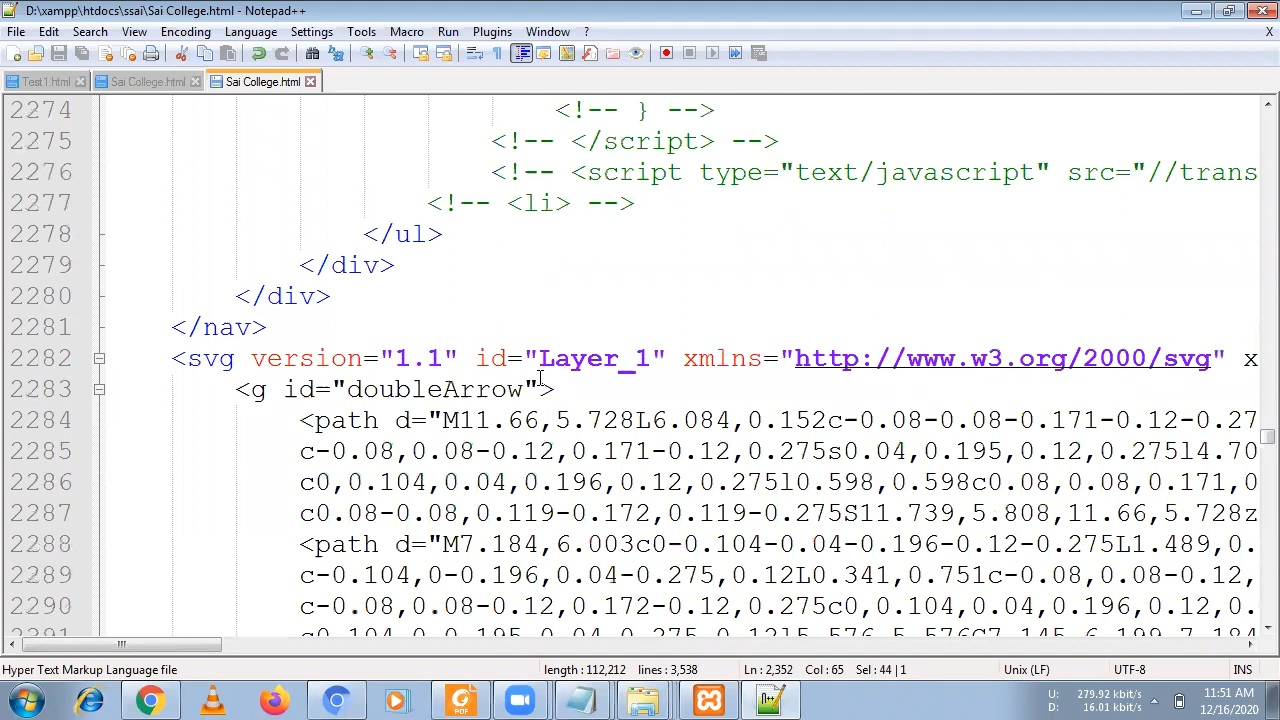 D:\xampp\htdocs\ssai\Sai College.html - Notepad++
File Edit Search View Encoding Language Settings Tools Macro Run Plugins Window ? X
Test1.html Sai College.html Sai College.html
2274 <!-- } -->
2275 <!-- </script> -->
2276 <!-- <script type="text/javascript" src="//trans
2277 <!-- <li> -->
2278 </ul>
2279 </div>
2280 </div>
2281 </nav>
2282 <svg version="1.1" id="Layer_1" xmlns="http://www.w3.org/2000/svg" x
2283 <g id="doubleArrow">
2284 <path d="M11.66,5.728L6.084,0.152c-0.08-0.08-0.171-0.12-0.27
2285 c-0.08,0.08-0.12,0.171-0.12,0.275s0.04,0.195,0.12,0.275l4.70
2286 c0,0.104,0.04,0.196,0.12,0.275l0.598,0.598c0.08,0.08,0.171,0
2287 c0.08-0.08,0.119-0.172,0.119-0.275S11.739,5.808,11.66,5.728z
2288 <path d="M7.184,6.003c0-0.104-0.04-0.196-0.12-0.275L1.489,0.
2289 c-0.104,0-0.196,0.04-0.275,0.12L0.341,0.751c-0.08,0.08-0.12,
2290 c-0.08,0.08-0.12,0.172-0.12,0.275c0,0.104,0.04,0.196,0.12,0.
2291
Hyper Text Markup Language file length : 112,212 lines : 3,538 Ln : 2,352 Col : 65 Sel : 44 | 1 Unix (LF) UTF-8 INS
PDF
U: 279.92 kbit/s
D: 16.01 kbit/s
11:51 AM
12/16/2020